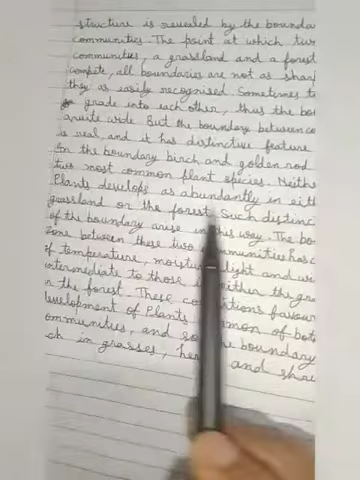 structure is revealed by the bounda
communities. The point at which two
communities, a grassland and a forest
compete, all boundaries are not as sharp
they as easily recognised. Sometimes to
grade into each other, thus the bo
quite wide. But the boundary between co
is real, and it has distinctive feature
In the boundary birch and golden rod
two most common plant species. Neithe
Plants develops as abundantly in eith
grassland or the forest. Such distinc
of the boundary arise in this way. The bo
zone between these two communities has c
of temperature, moisture, light and
intermediate to those in either the gra
in the forest. These conditions favour
development of Plants of both
ommunities, and so the boundary
ch in grasses, and shru